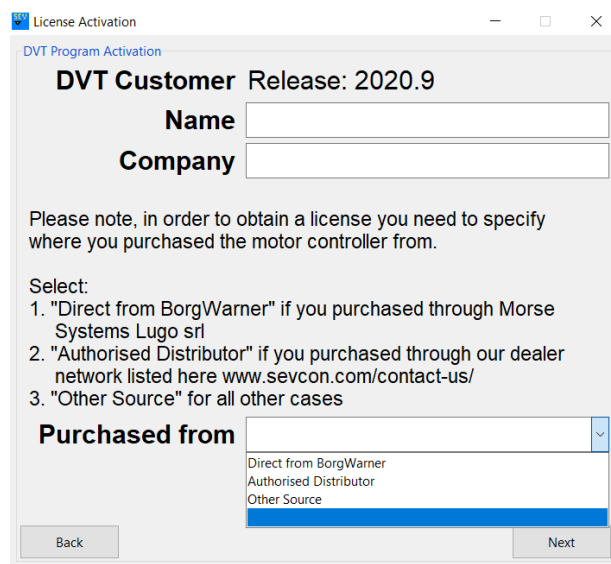 SEV
License Activation
DVT Program Activation
DVT Customer Release: 2020.9
Name
Company
Please note, in order to obtain a license you need to specify
where you purchased the motor controller from.
Select:
1. "Direct from BorgWarner" if you purchased through Morse
Systems Lugo srl
2. "Authorised Distributor" if you purchased through our dealer
network listed here www.sevcon.com/contact-us/
3. "Other Source" for all other cases
Purchased from
Direct from BorgWarner
Authorised Distributor
Other Source
Back
Next